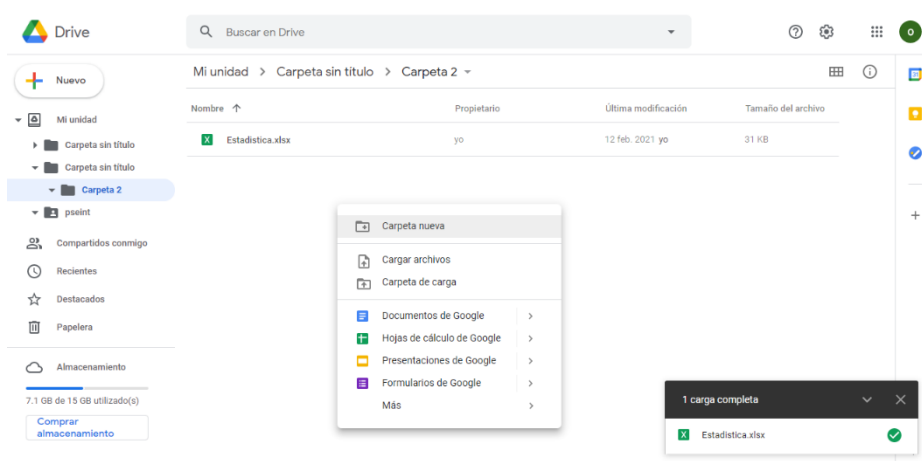 Drive
Buscar en Drive
o
Nuevo
Mi unidad > Carpeta sin título > Carpeta 2
Nombre Propietario Última modificación Tamaño del archivo
Estadistica.xlsx yo 12 feb. 2021 yo 31 KB
Mi unidad
Carpeta sin título
Carpeta sin título
Carpeta 2
pseint
Compartidos conmigo
Recientes
Destacados
Papelera
Almacenamiento
7.1 GB de 15 GB utilizado(s)
Comprar
almacenamiento
Carpeta nueva
Cargar archivos
Carpeta de carga
Documentos de Google
Hojas de cálculo de Google
Presentaciones de Google
Formularios de Google
Más
1 carga completa
Estadistica.xlsx